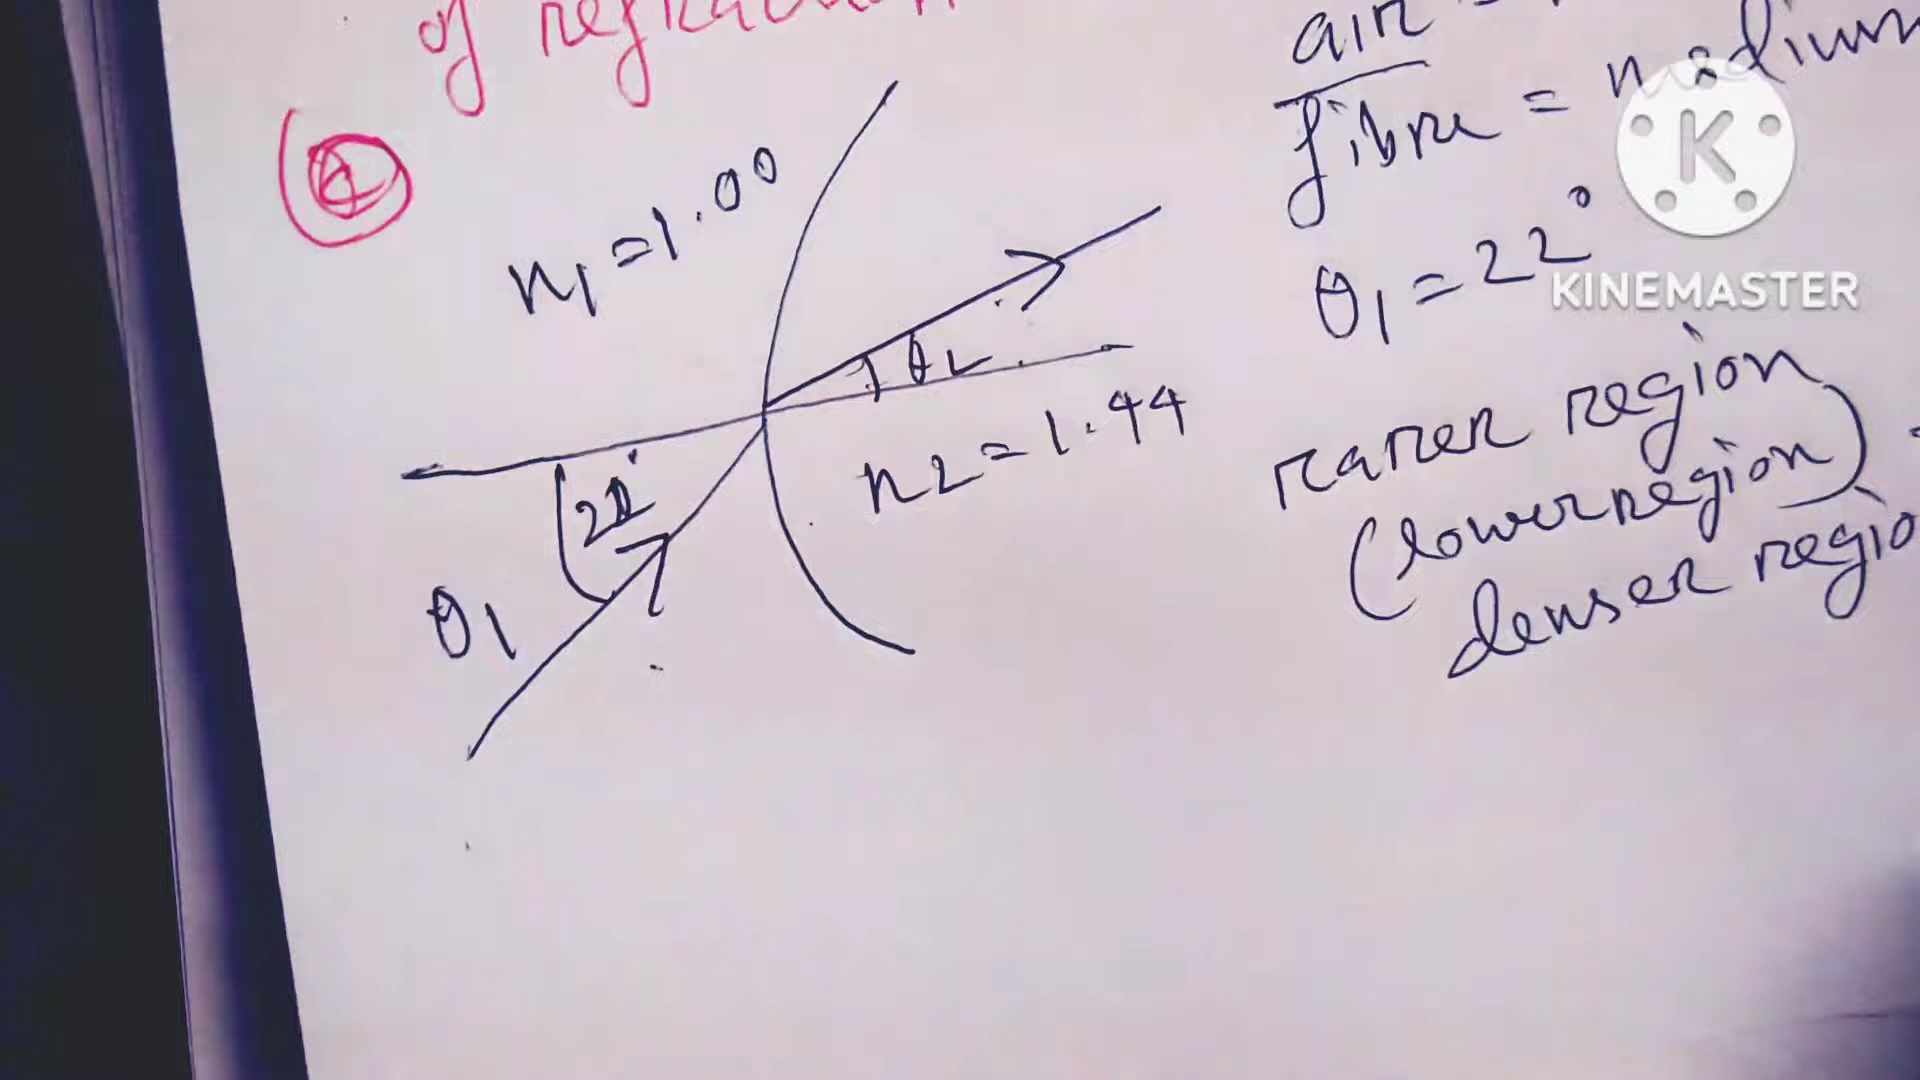 of refraction
air =
fibre = medium
a
n1 = 1.00
θ1 = 22°
K
KINEMASTER
θ2
n2 = 1.44
22°
θ1
rarer region
(lower region)
denser regio